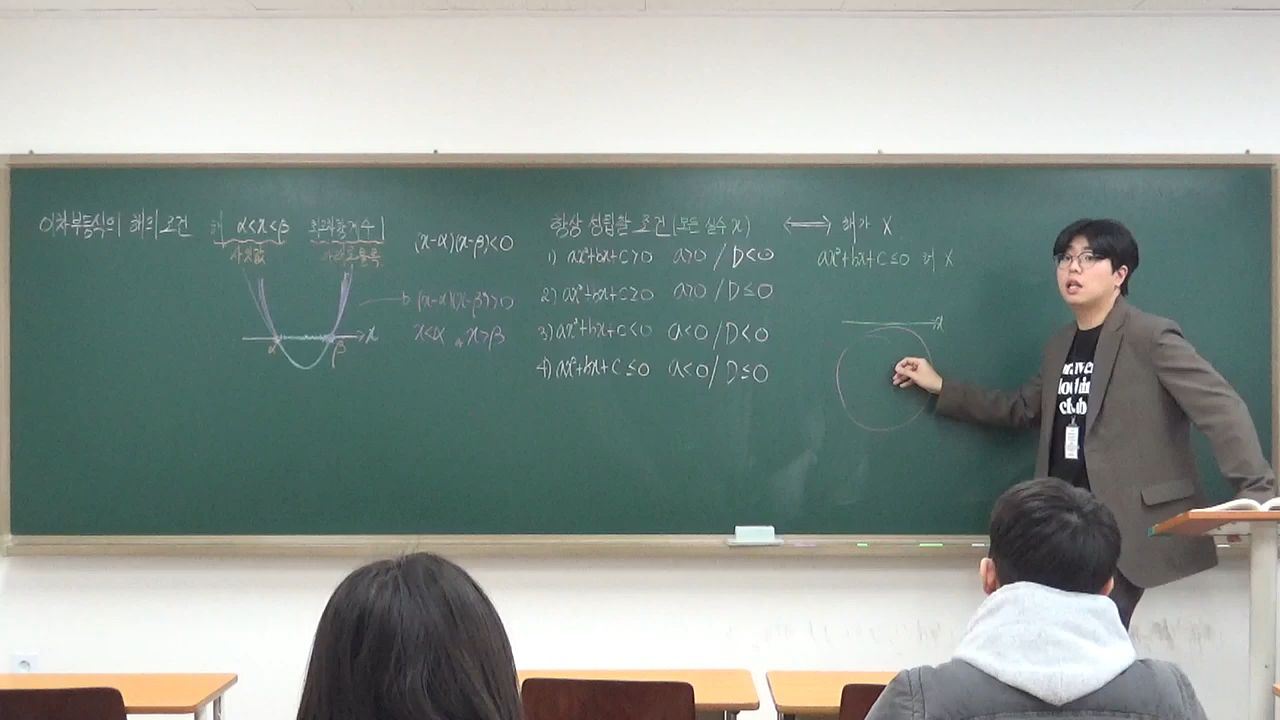 이차부등식의 해의 조건
해 α<x<β
최고차항계수 1
(x-α)(x-β)<0
(x-α)(x-β)>0
x<α x>β
α β x
항상 성립할 조건(모든 실수 x) ⟺ 해가 X
1) ax²+bx+c>0 a>0 / D<0
2) ax²+bx+c≥0 a>0 / D≤0
3) ax²+bx+c<0 a<0 / D<0
4) ax²+bx+c≤0 a<0 / D≤0
ax²+bx+c≤0 해 X
x